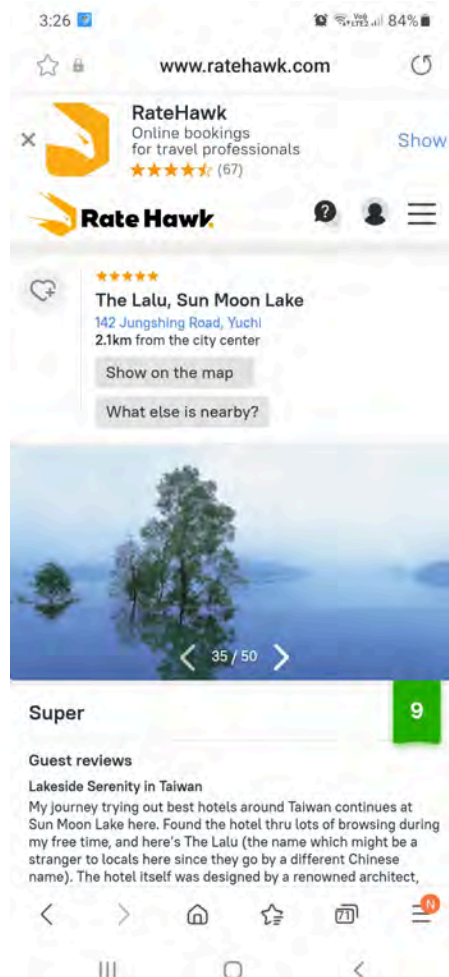 3:26
84%
www.ratehawk.com
RateHawk
Online bookings
for travel professionals
(67)
Show
Rate Hawk
The Lalu, Sun Moon Lake
142 Jungshing Road, Yuchi
2.1km from the city center
Show on the map
What else is nearby?
35 / 50
Super
9
Guest reviews
Lakeside Serenity in Taiwan
My journey trying out best hotels around Taiwan continues at
Sun Moon Lake here. Found the hotel thru lots of browsing during
my free time, and here's The Lalu (the name which might be a
stranger to locals here since they go by a different Chinese
name). The hotel itself was designed by a renowned architect,
71
N